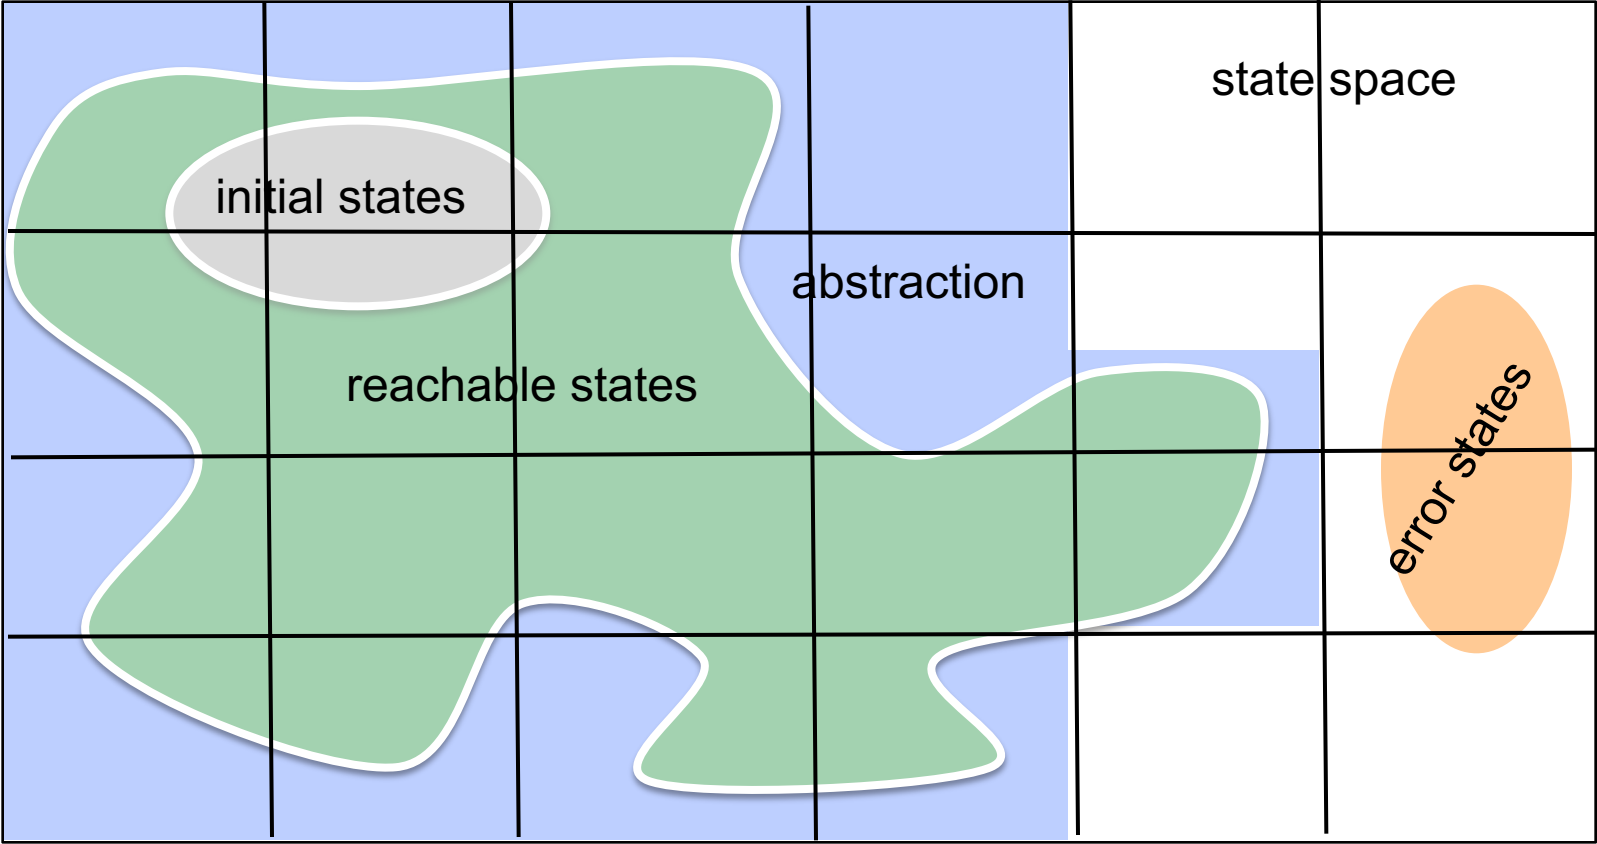 state space
initial states
abstraction
reachable states
error states